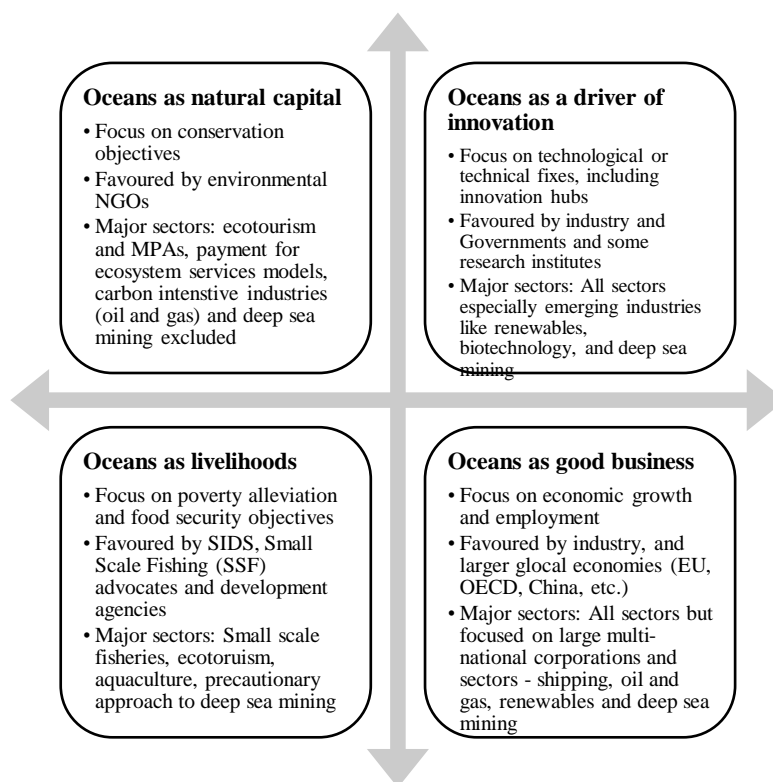 Oceans as natural capital
• Focus on conservation
objectives
• Favoured by environmental
NGOs
• Major sectors: ecotourism
and MPAs, payment for
ecosystem services models,
carbon intenstive industries
(oil and gas) and deep sea
mining excluded
Oceans as a driver of
innovation
• Focus on technological or
technical fixes, including
innovation hubs
• Favoured by industry and
Governments and some
research institutes
• Major sectors: All sectors
especially emerging industries
like renewables,
biotechnology, and deep sea
mining
Oceans as livelihoods
• Focus on poverty alleviation
and food security objectives
• Favoured by SIDS, Small
Scale Fishing (SSF)
advocates and development
agencies
• Major sectors: Small scale
fisheries, ecotoruism,
aquaculture, precautionary
approach to deep sea mining
Oceans as good business
• Focus on economic growth
and employment
• Favoured by industry, and
larger glocal economies (EU,
OECD, China, etc.)
• Major sectors: All sectors but
focused on large multi-
national corporations and
sectors - shipping, oil and
gas, renewables and deep sea
mining